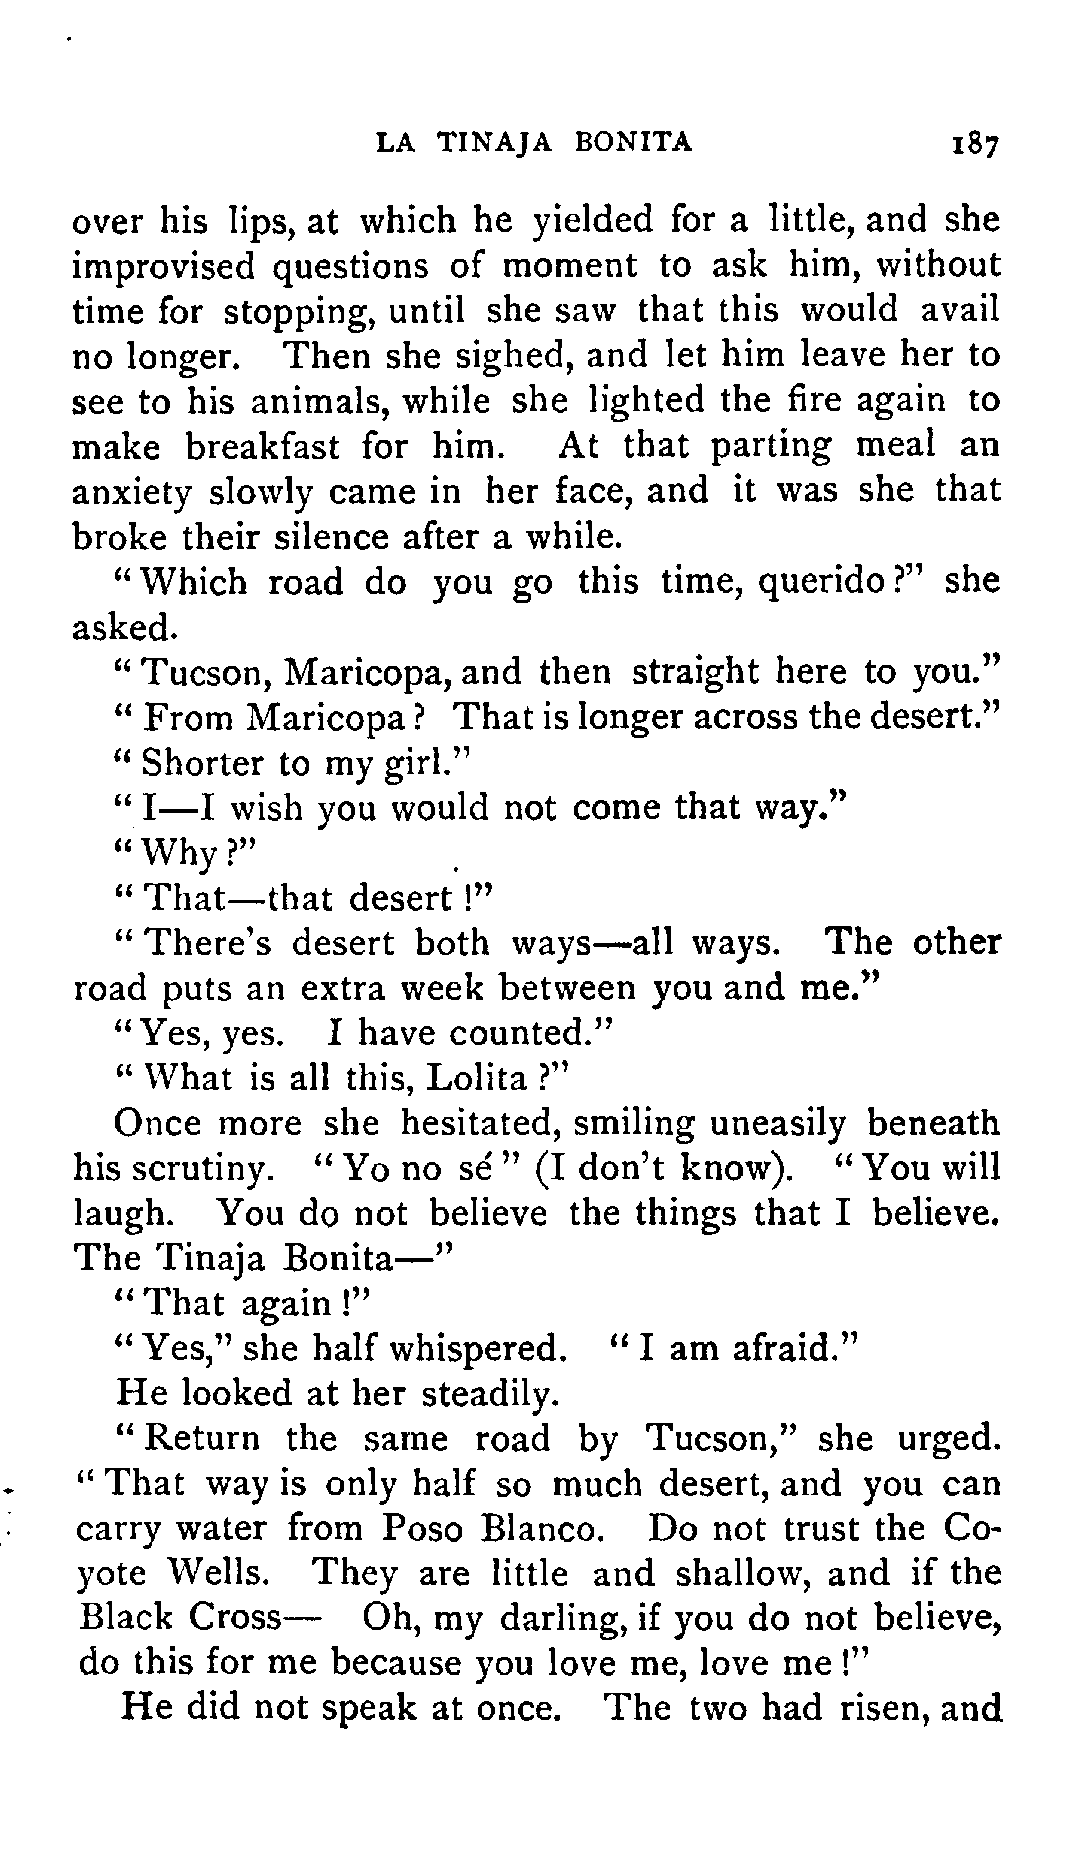 LA TINAJA BONITA 187
over his lips, at which he yielded for a little, and she
improvised questions of moment to ask him, without
time for stopping, until she saw that this would avail
no longer. Then she sighed, and let him leave her to
see to his animals, while she lighted the fire again to
make breakfast for him. At that parting meal an
anxiety slowly came in her face, and it was she that
broke their silence after a while.
“Which road do you go this time, querido?” she
asked.
“Tucson, Maricopa, and then straight here to you.”
“From Maricopa? That is longer across the desert.”
“Shorter to my girl.”
“I—I wish you would not come that way.”
“Why?”
“That—that desert!”
“There’s desert both ways—all ways. The other
road puts an extra week between you and me.”
“Yes, yes. I have counted.”
“What is all this, Lolita?”
Once more she hesitated, smiling uneasily beneath
his scrutiny. “Yo no sé” (I don’t know). “You will
laugh. You do not believe the things that I believe.
The Tinaja Bonita—”
“That again!”
“Yes,” she half whispered. “I am afraid.”
He looked at her steadily.
“Return the same road by Tucson,” she urged.
“That way is only half so much desert, and you can
carry water from Poso Blanco. Do not trust the Co-
yote Wells. They are little and shallow, and if the
Black Cross— Oh, my darling, if you do not believe,
do this for me because you love me, love me!”
He did not speak at once. The two had risen, and